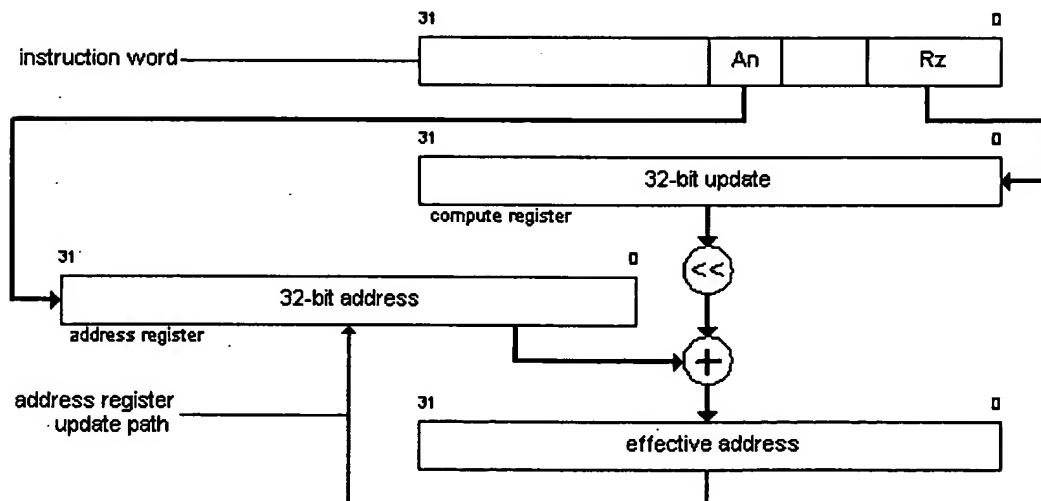 31 0
instruction word An Rz
31 0
32-bit update
compute register
<<
31 0
32-bit address
address register
+
address register
update path
31 0
effective address